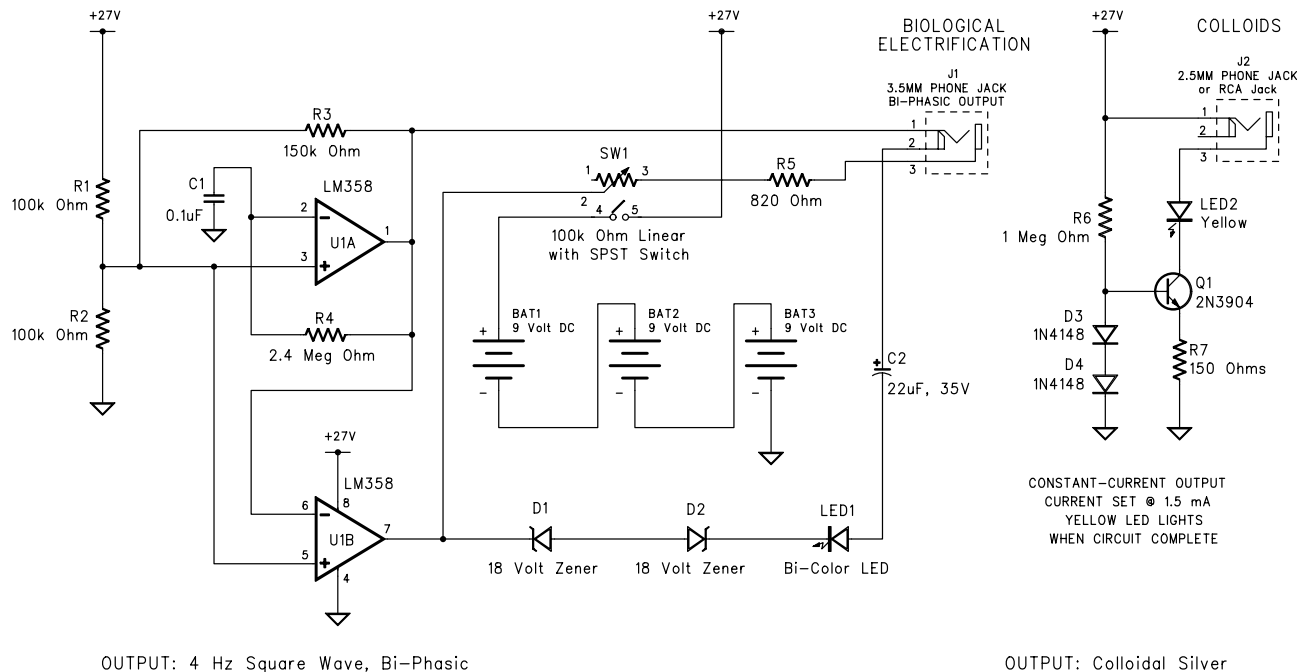 +27V
+27V
+27V
BIOLOGICAL
ELECTRIFICATION
COLLOIDS
J1
3.5MM PHONE JACK
BI-PHASIC OUTPUT
J2
2.5MM PHONE JACK
or RCA Jack
1
2
3
1
2
3
R3
150k Ohm
SW1
1
3
2
4
5
100k Ohm Linear
with SPST Switch
R5
820 Ohm
R1
100k Ohm
C1
0.1uF
LM358
2
3
1
U1A
R2
100k Ohm
R4
2.4 Meg Ohm
R6
1 Meg Ohm
LED2
Yellow
Q1
2N3904
BAT1
9 Volt DC
+
-
BAT2
9 Volt DC
+
-
BAT3
9 Volt DC
+
-
C2
+
22uF, 35V
D3
1N4148
D4
1N4148
R7
150 Ohms
+27V
LM358
8
6
5
7
4
U1B
D1
18 Volt Zener
D2
18 Volt Zener
LED1
Bi-Color LED
CONSTANT-CURRENT OUTPUT
CURRENT SET @ 1.5 mA
YELLOW LED LIGHTS
WHEN CIRCUIT COMPLETE
OUTPUT: 4 Hz Square Wave, Bi-Phasic
OUTPUT: Colloidal Silver